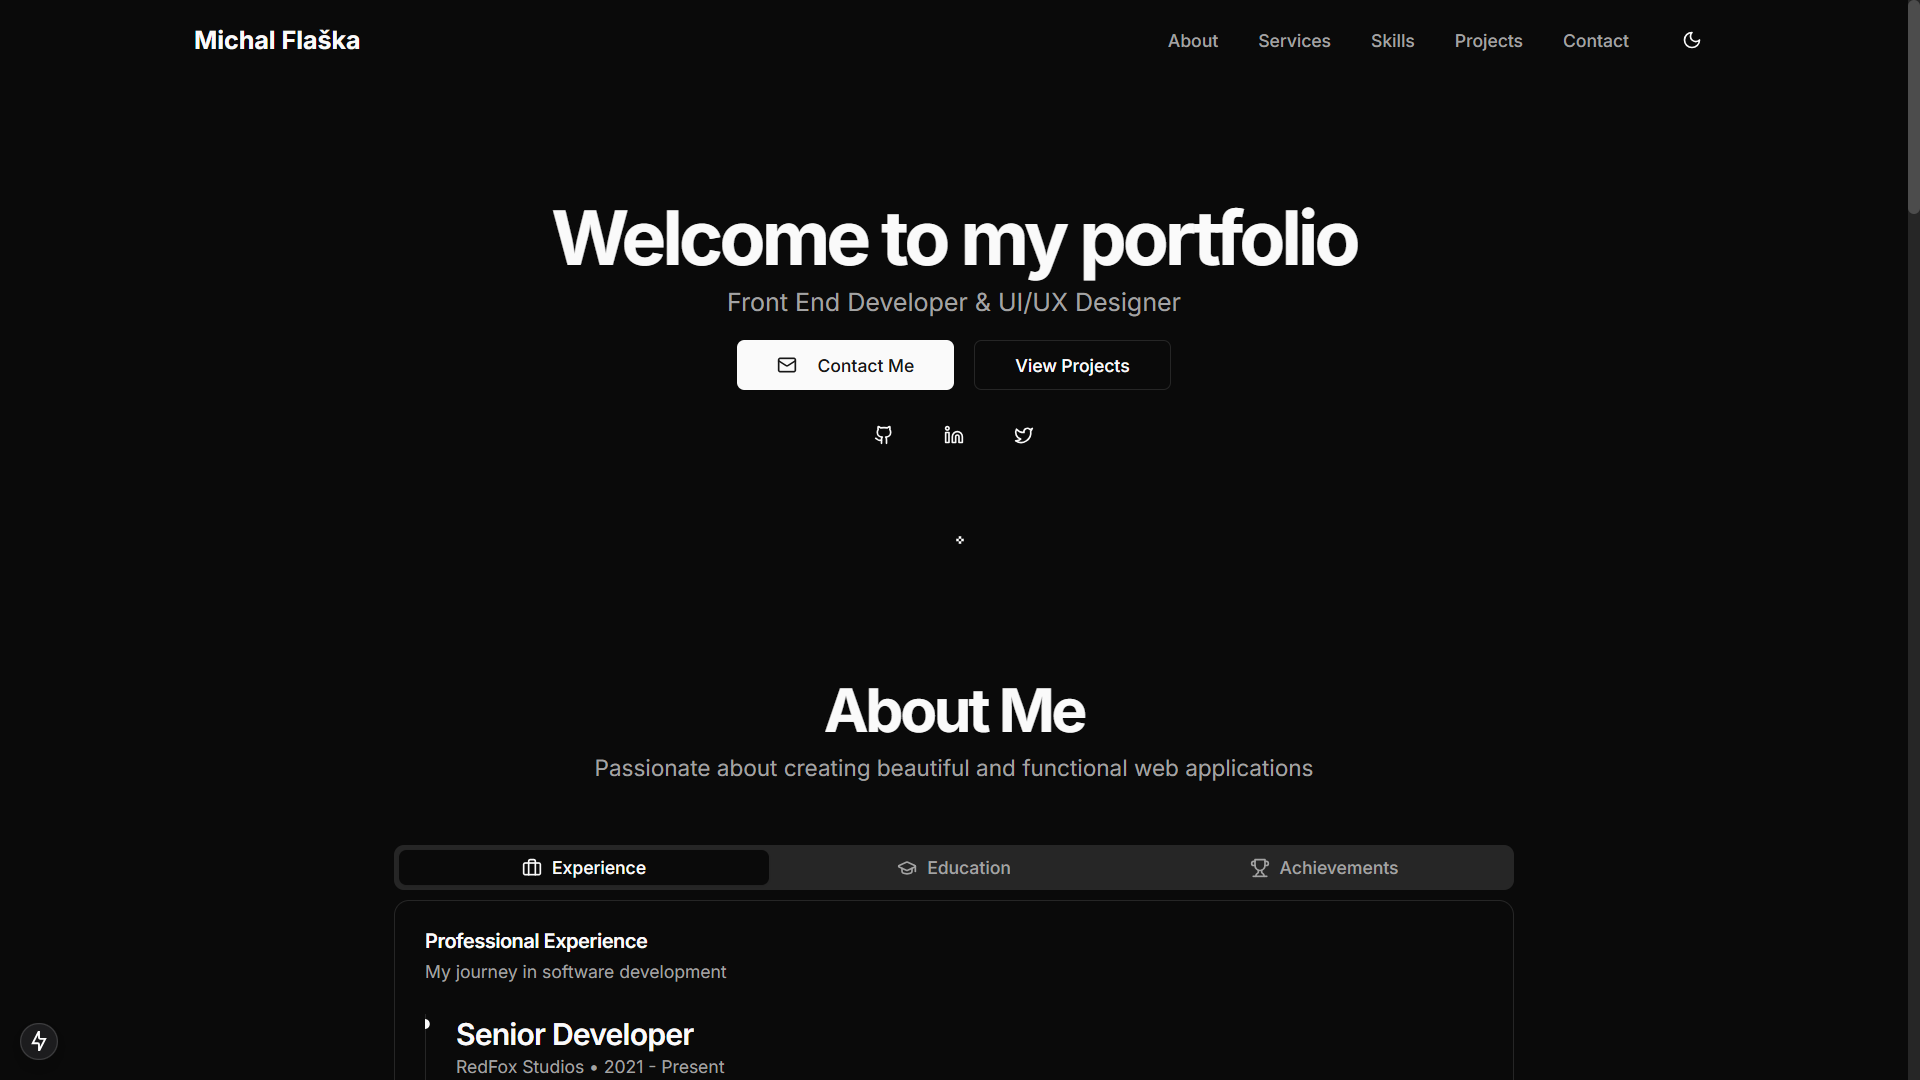 Michal Flaška
About Services Skills Projects Contact
Welcome to my portfolio
Front End Developer & UI/UX Designer
Contact Me View Projects
About Me
Passionate about creating beautiful and functional web applications
Experience Education Achievements
Professional Experience
My journey in software development
Senior Developer
RedFox Studios • 2021 - Present